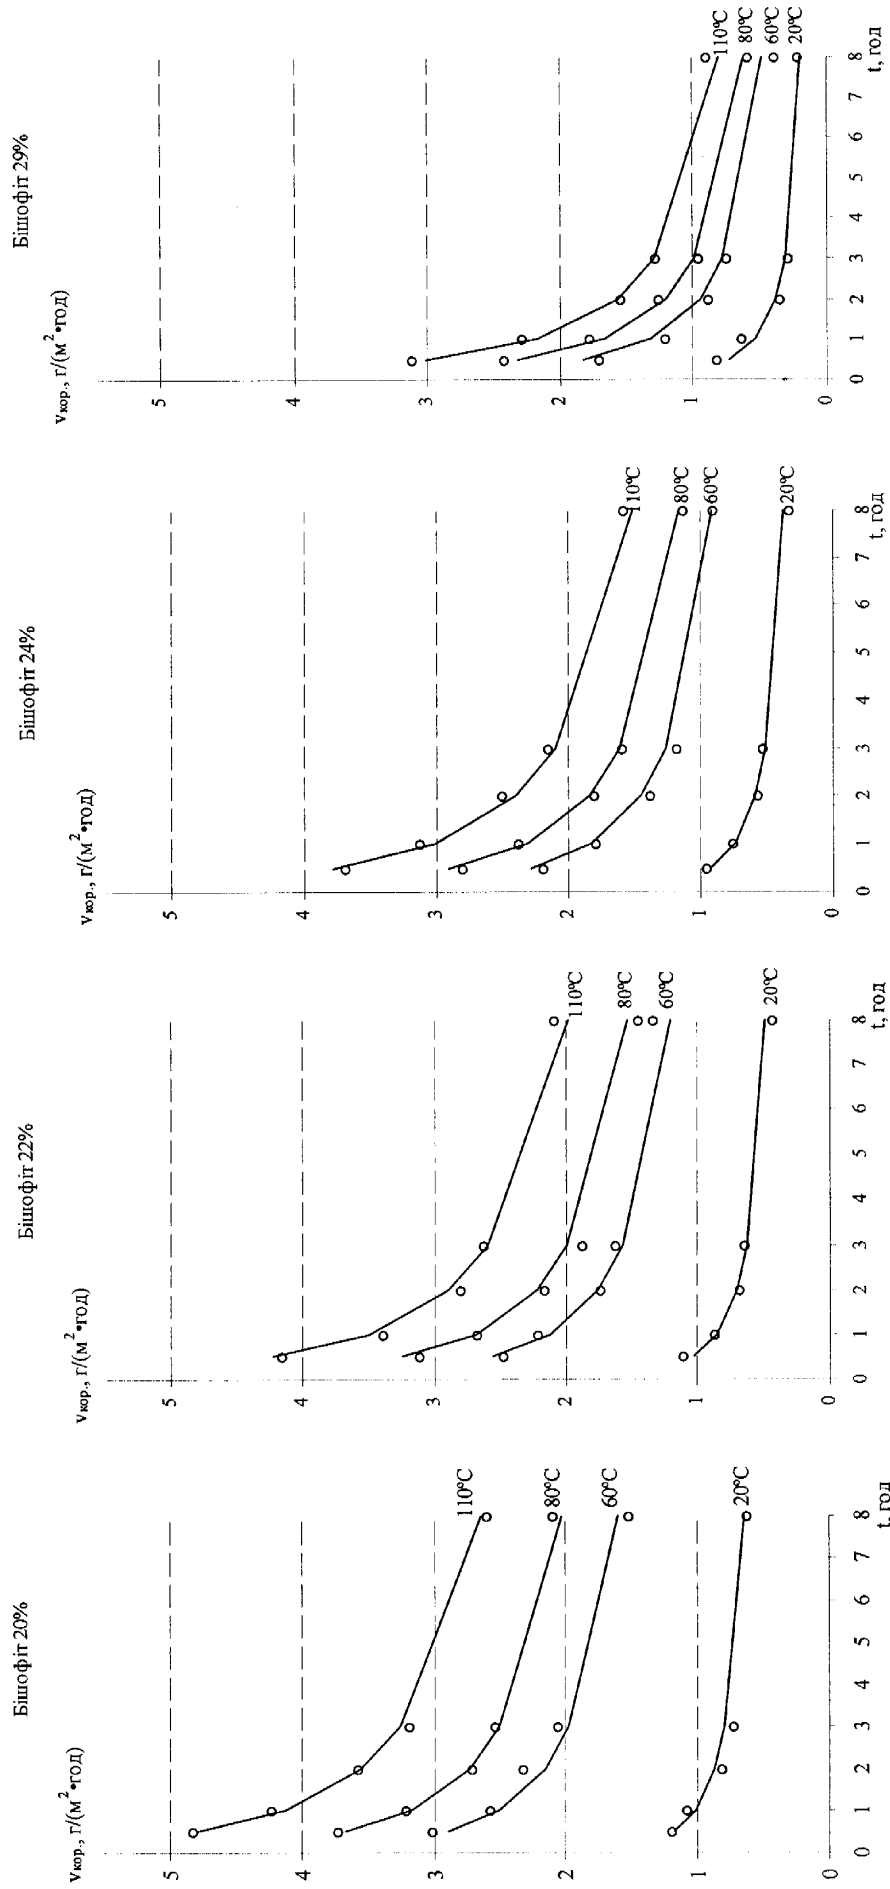 Бішофіт 20%
vкор., г/(м²•год)
5
4
3
2
1
0
0 1 2 3 4 5 6 7 8
t, год
110°C
80°C
60°C
20°C
Бішофіт 22%
vкор., г/(м²•год)
5
4
3
2
1
0
0 1 2 3 4 5 6 7 8
t, год
110°C
80°C
60°C
20°C
Бішофіт 24%
vкор., г/(м²•год)
5
4
3
2
1
0
0 1 2 3 4 5 6 7 8
t, год
110°C
80°C
60°C
20°C
Бішофіт 29%
vкор., г/(м²•год)
5
4
3
2
1
0
0 1 2 3 4 5 6 7 8
t, год
110°C
80°C
60°C
20°C